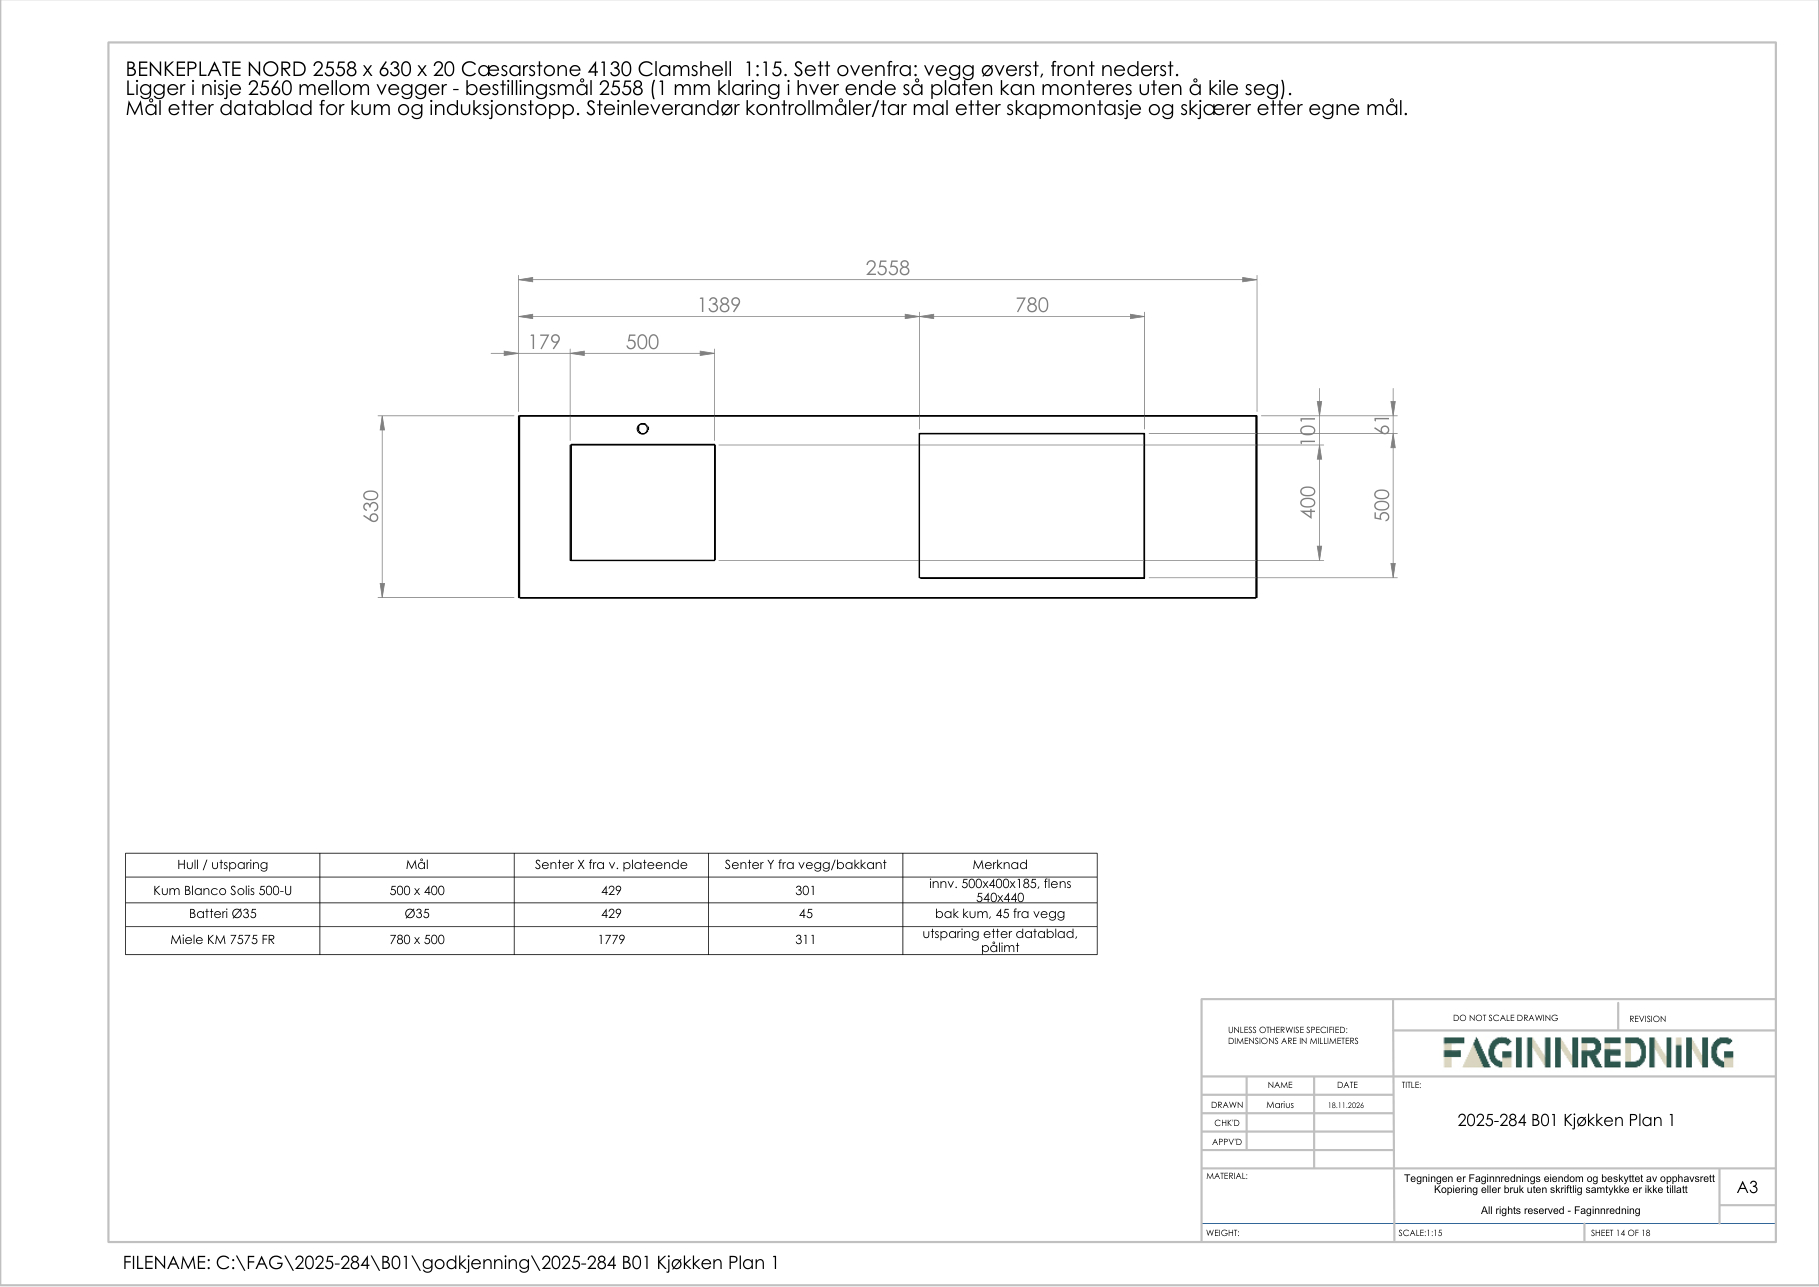 BENKEPLATE NORD 2558 x 630 x 20 Cæsarstone 4130 Clamshell  1:15. Sett ovenfra: vegg øverst, front nederst.
Ligger i nisje 2560 mellom vegger - bestillingsmål 2558 (1 mm klaring i hver ende så platen kan monteres uten å kile seg).
Mål etter datablad for kum og induksjonstopp. Steinleverandør kontrollmåler/tar mal etter skapmontasje og skjærer etter egne mål.
2558
1389
780
179
500
101
61
630
400
500
Hull / utsparing
Mål
Senter X fra v. plateende
Senter Y fra vegg/bakkant
Merknad
Kum Blanco Solis 500-U
500 x 400
429
301
innv. 500x400x185, flens
540x440
Batteri Ø35
Ø35
429
45
bak kum, 45 fra vegg
Miele KM 7575 FR
780 x 500
1779
311
utsparing etter datablad,
pålimt
UNLESS OTHERWISE SPECIFIED:
DIMENSIONS ARE IN MILLIMETERS
DO NOT SCALE DRAWING
REVISION
FAGINNREDNING
NAME
DATE
TITLE:
DRAWN
Marius
18.11.2026
CHK'D
APPV'D
2025-284 B01 Kjøkken Plan 1
MATERIAL:
Tegningen er Faginnrednings eiendom og beskyttet av opphavsrett
Kopiering eller bruk uten skriftlig samtykke er ikke tillatt
All rights reserved - Faginnredning
A3
WEIGHT:
SCALE:1:15
SHEET 14 OF 18
FILENAME: C:\FAG\2025-284\B01\godkjenning\2025-284 B01 Kjøkken Plan 1